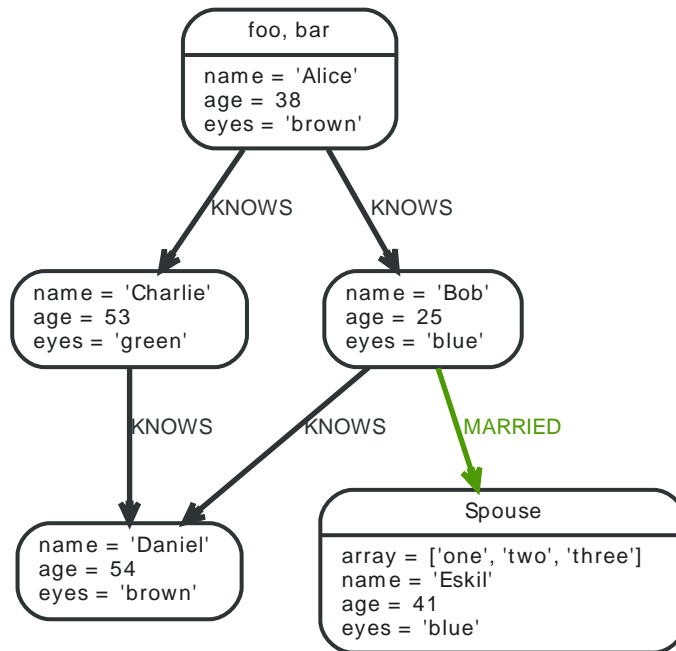 foo, bar
name = 'Alice'
age = 38
eyes = 'brown'
KNOWS
KNOWS
name = 'Charlie'
age = 53
eyes = 'green'
name = 'Bob'
age = 25
eyes = 'blue'
KNOWS
KNOWS
MARRIED
name = 'Daniel'
age = 54
eyes = 'brown'
Spouse
array = ['one', 'two', 'three']
name = 'Eskil'
age = 41
eyes = 'blue'